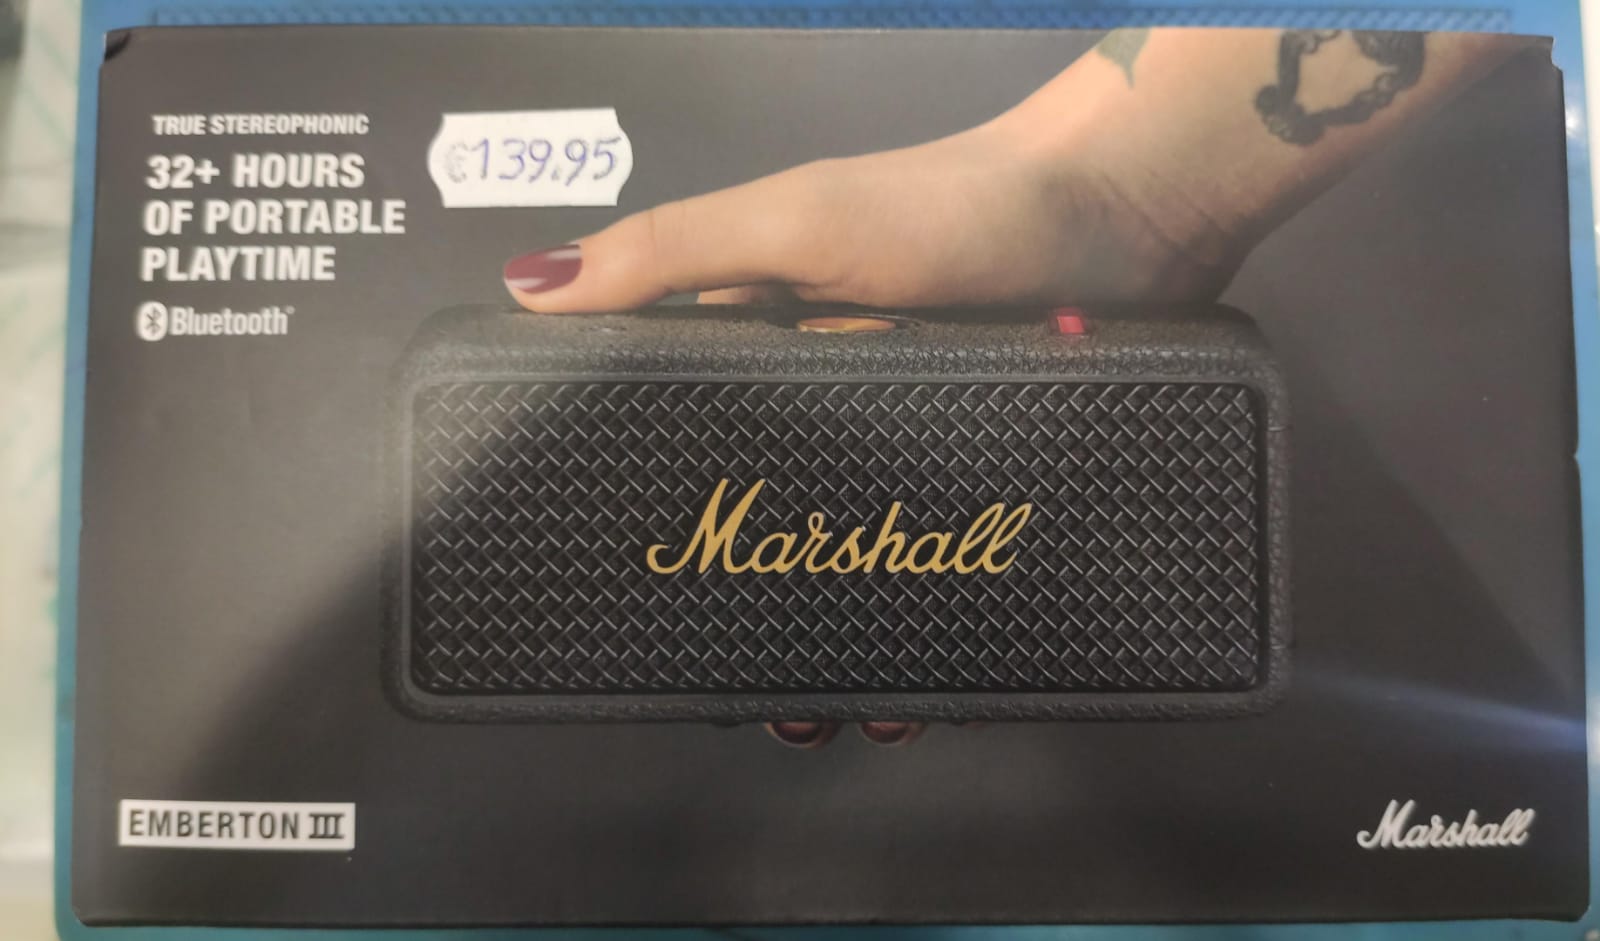 TRUE STEREOPHONIC
32+ HOURS
OF PORTABLE
PLAYTIME
Bluetooth
€139.95
Marshall
EMBERTON III
Marshall